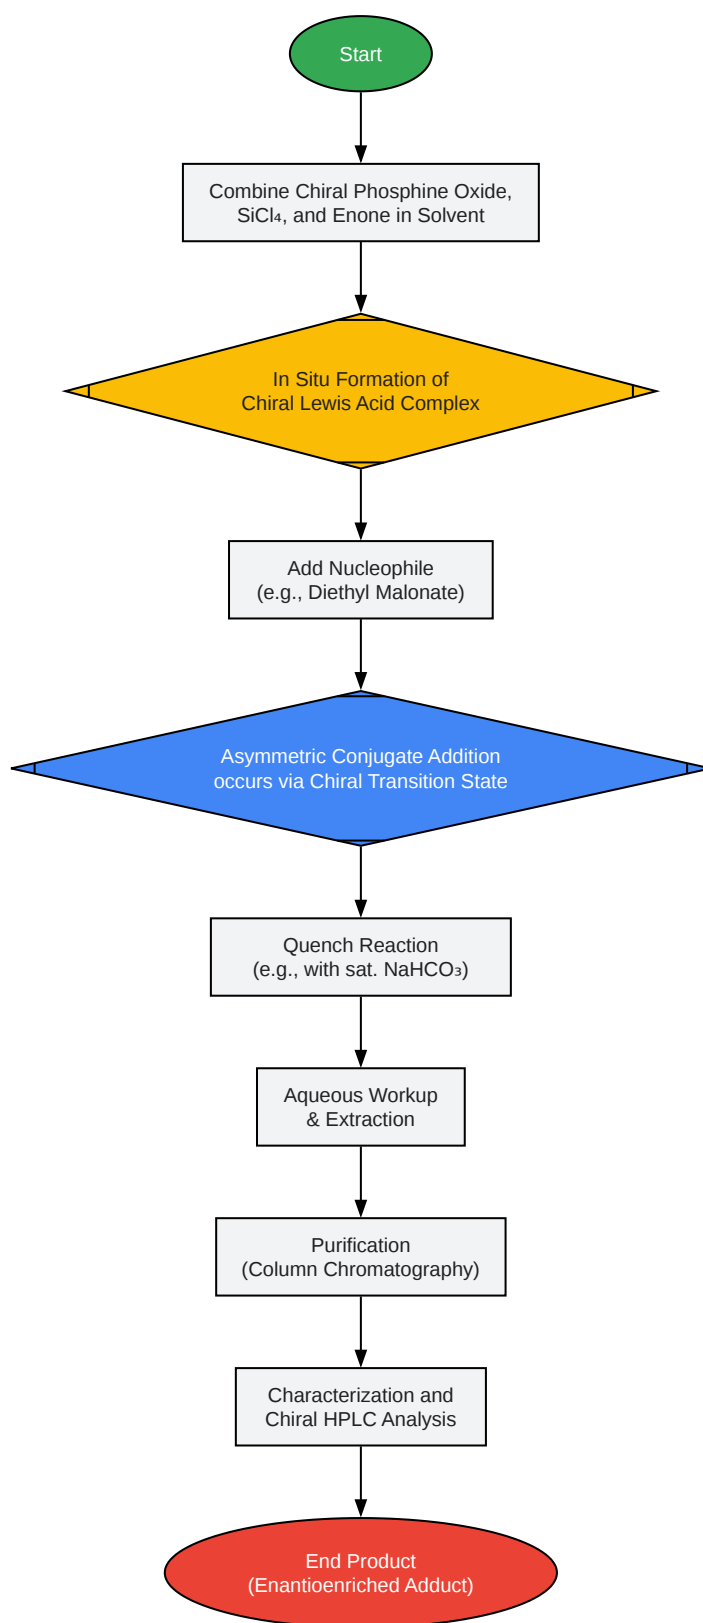 Start
Combine Chiral Phosphine Oxide,
SiCl₄, and Enone in Solvent
In Situ Formation of
Chiral Lewis Acid Complex
Add Nucleophile
(e.g., Diethyl Malonate)
Asymmetric Conjugate Addition
occurs via Chiral Transition State
Quench Reaction
(e.g., with sat. NaHCO₃)
Aqueous Workup
& Extraction
Purification
(Column Chromatography)
Characterization and
Chiral HPLC Analysis
End Product
(Enantioenriched Adduct)